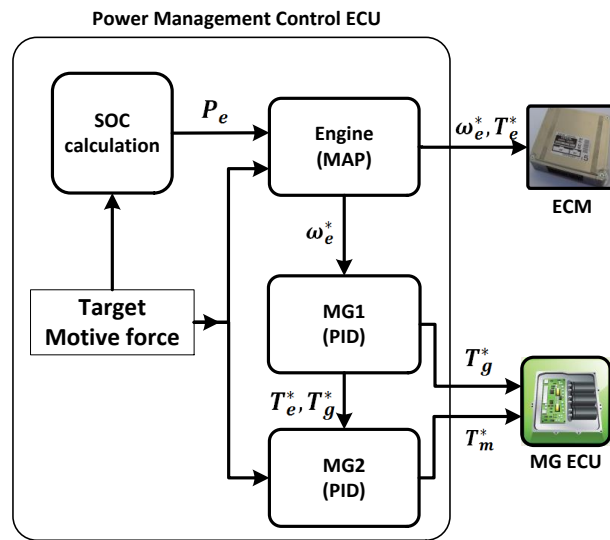 Power Management Control ECU
SOC
calculation
P_e
Engine
(MAP)
ω_e^*, T_e^*
ECM
ω_e^*
Target
Motive force
MG1
(PID)
T_g^*
T_e^*, T_g^*
MG2
(PID)
T_m^*
MG ECU